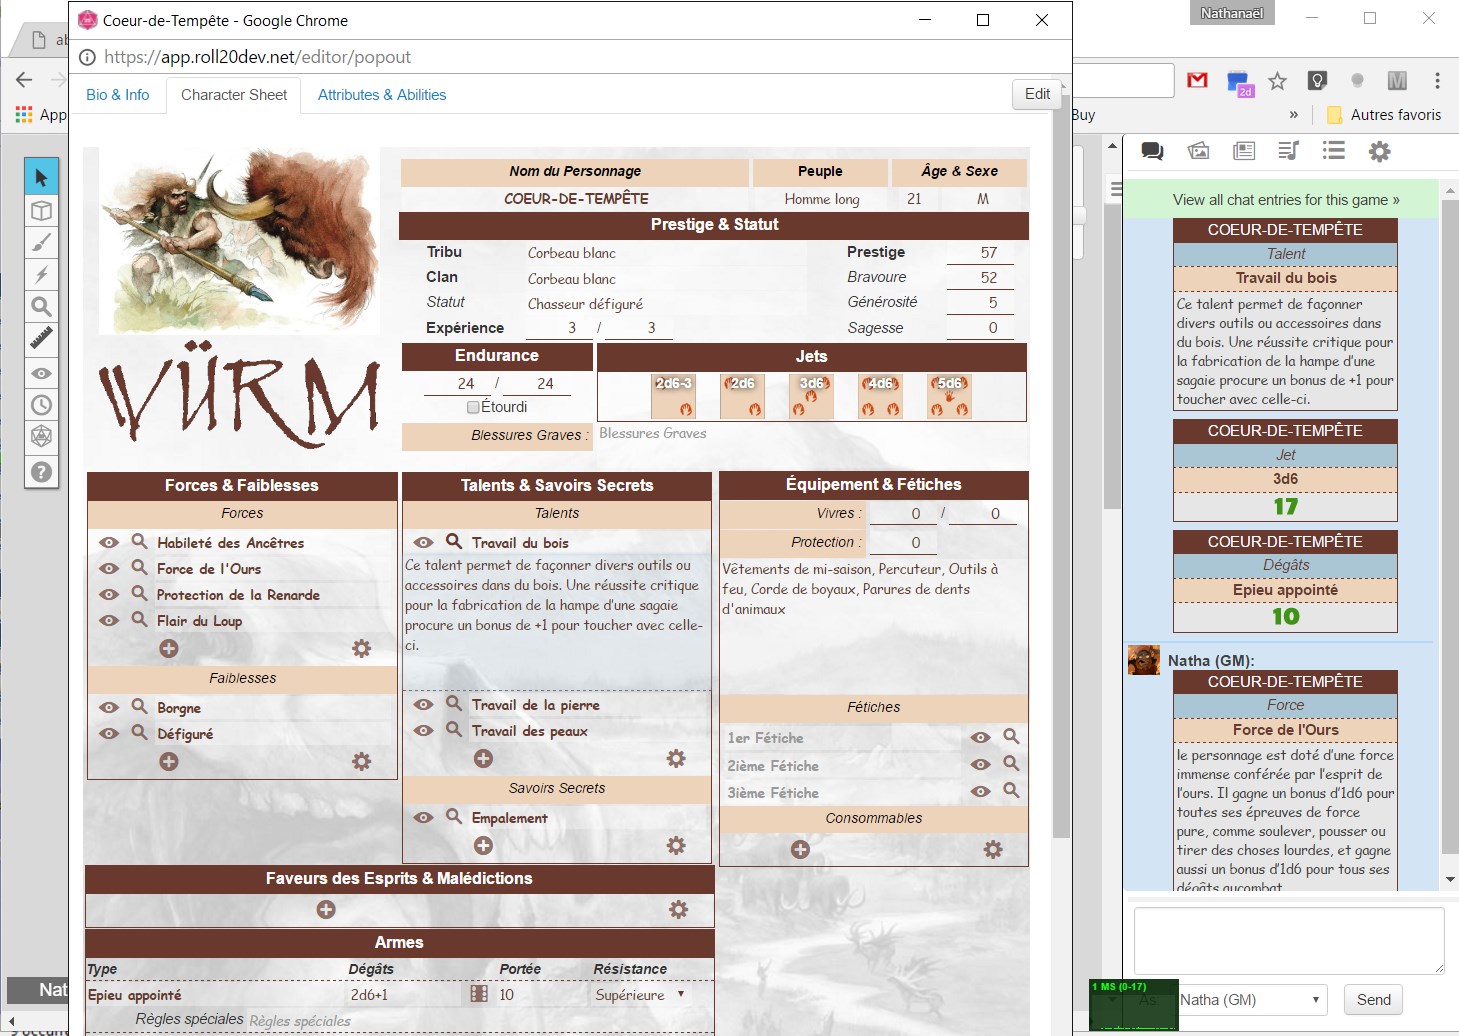 Coeur-de-Tempête - Google Chrome
https://app.roll20dev.net/editor/popout
Bio & Info
Character Sheet
Attributes & Abilities
Edit
Nom du Personnage
Peuple
Âge & Sexe
COEUR-DE-TEMPÊTE
Homme long
21
M
Prestige & Statut
Tribu
Corbeau blanc
Prestige
57
Clan
Corbeau blanc
Bravoure
52
Statut
Chasseur défiguré
Générosité
5
Expérience
3 / 3
Sagesse
0
WÜRM
Endurance
24 / 24
Étourdi
Jets
2d6-3
2d6
3d6
4d6
5d6
Blessures Graves :
Blessures Graves
Forces & Faiblesses
Forces
Habileté des Ancêtres
Force de l'Ours
Protection de la Renarde
Flair du Loup
Faiblesses
Borgne
Défiguré
Talents & Savoirs Secrets
Talents
Travail du bois
Ce talent permet de façonner divers outils ou
accessoires dans du bois. Une réussite critique
pour la fabrication de la hampe d'une sagaie
procure un bonus de +1 pour toucher avec celle-
ci.
Travail de la pierre
Travail des peaux
Savoirs Secrets
Empalement
Équipement & Fétiches
Vivres :
0 / 0
Protection :
0
Vêtements de mi-saison, Percuteur, Outils à
feu, Corde de boyaux, Parures de dents
d'animaux
Fétiches
1er Fétiche
2ième Fétiche
3ième Fétiche
Consommables
Faveurs des Esprits & Malédictions
Armes
Type
Dégâts
Portée
Résistance
Epieu appointé
2d6+1
10
Supérieure
Règles spéciales
Règles spéciales
Nathanaël
App
2d
Buy
»
Autres favoris
View all chat entries for this game »
COEUR-DE-TEMPÊTE
Talent
Travail du bois
Ce talent permet de façonner
divers outils ou accessoires dans
du bois. Une réussite critique pour
la fabrication de la hampe d'une
sagaie procure un bonus de +1 pour
toucher avec celle-ci.
COEUR-DE-TEMPÊTE
Jet
3d6
17
COEUR-DE-TEMPÊTE
Dégâts
Epieu appointé
10
Natha (GM):
COEUR-DE-TEMPÊTE
Force
Force de l'Ours
le personnage est doté d'une force
immense conférée par l'esprit de
l'ours. Il gagne un bonus d'1d6 pour
toutes ses épreuves de force
pure, comme soulever, pousser ou
tirer des choses lourdes, et gagne
aussi un bonus d'1d6 pour tous ses
dégâts aucombat
1 MS (0-17)
As:
Natha (GM)
Send
Nat